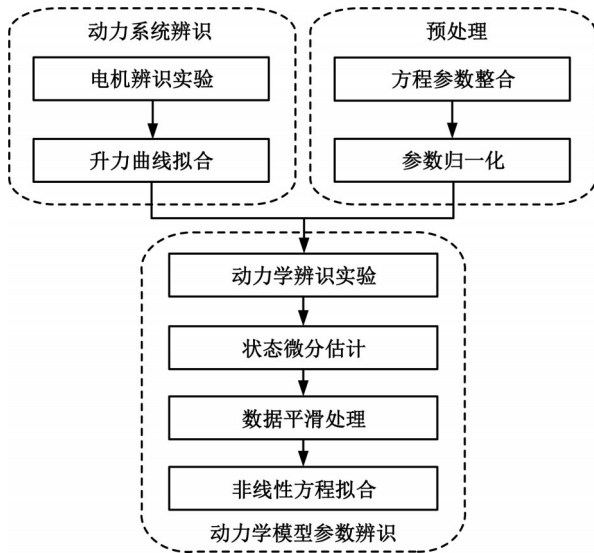 动力系统辨识
电机辨识实验
升力曲线拟合
预处理
方程参数整合
参数归一化
动力学辨识实验
状态微分估计
数据平滑处理
非线性方程拟合
动力学模型参数辨识